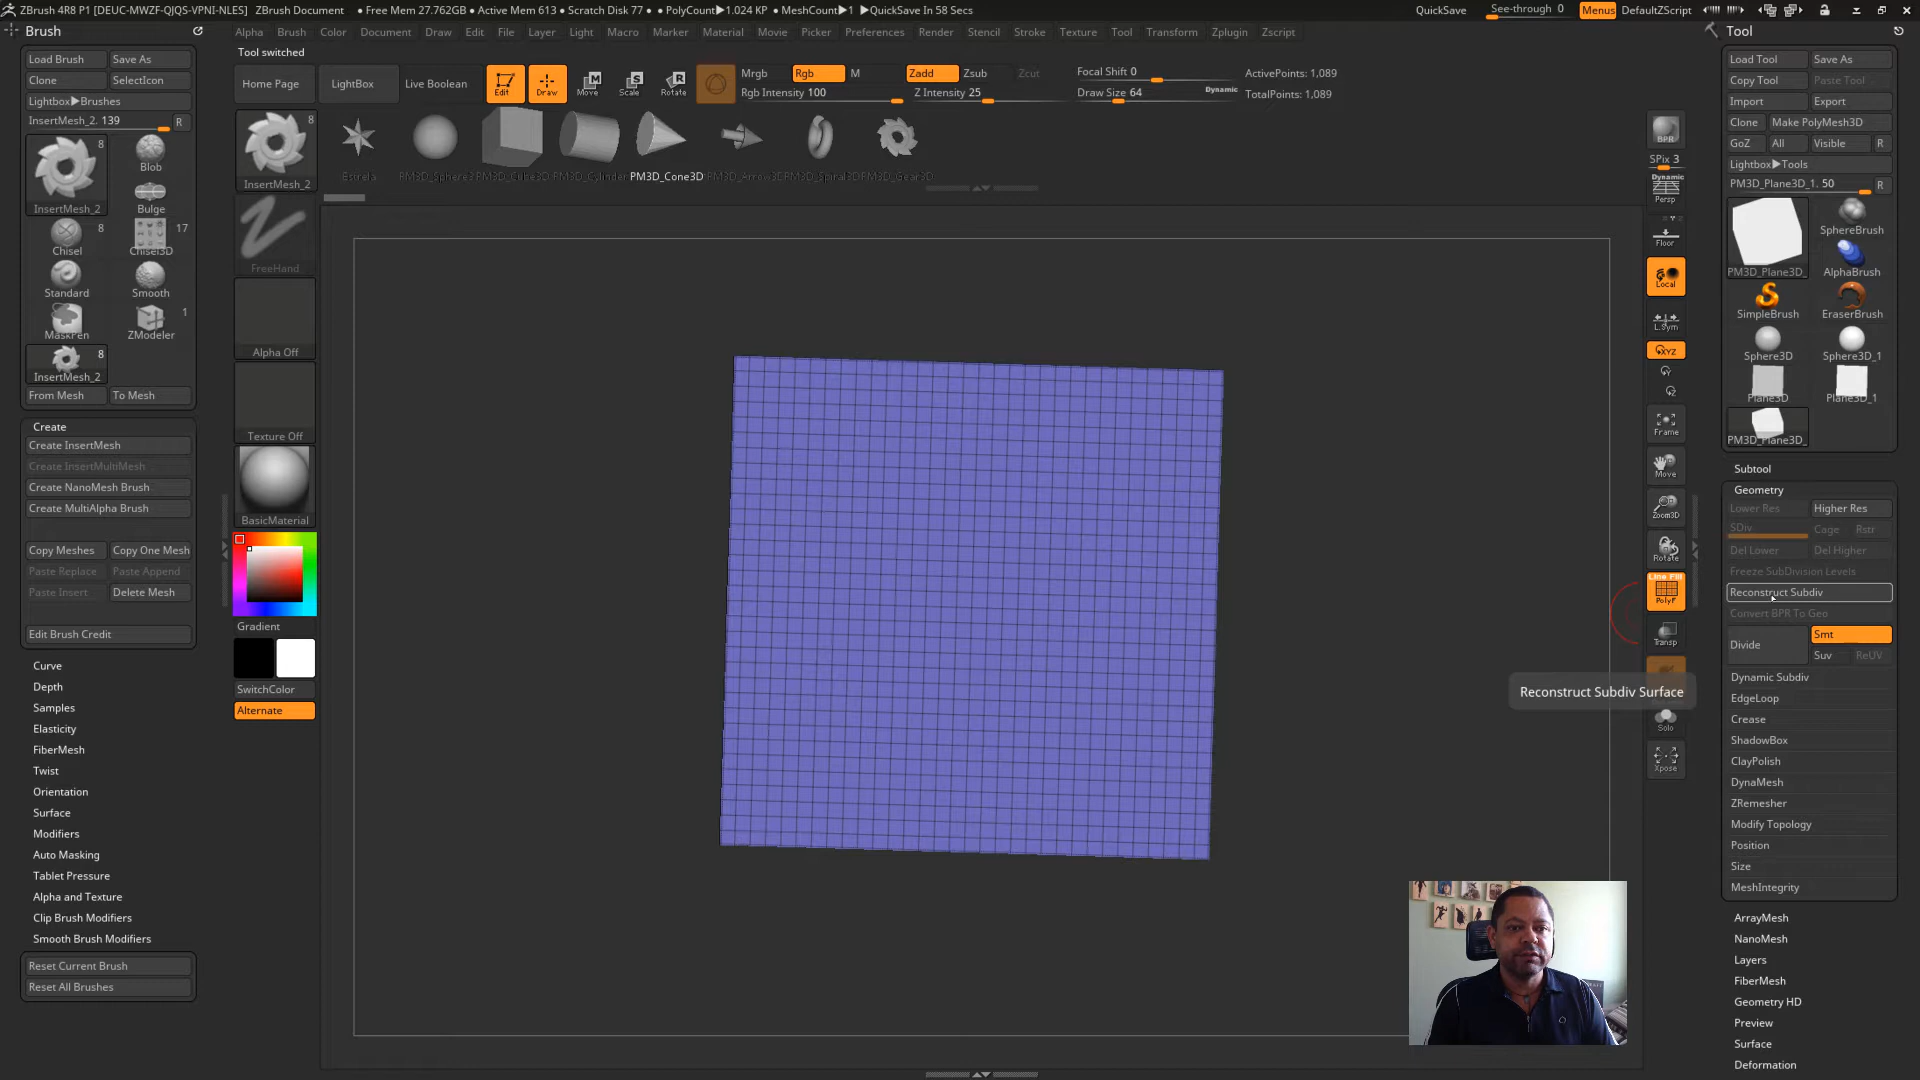 ZBrush 4R8 P1 [DEUC-MWZF-QJQS-VPNI-NLES] ZBrush Document ● Free Mem 27.762GB ● Active Mem 613 ● Scratch Disk 77 ● ● PolyCount▶1.024 KP ● MeshCount▶1 ▶QuickSave In 58 Secs QuickSave See-through 0 Menus DefaultZScript
Brush Alpha Brush Color Document Draw Edit File Layer Light Macro Marker Material Movie Picker Preferences Render Stencil Stroke Texture Tool Transform Zplugin Zscript Tool
Tool switched
Load Brush Save As
Clone SelectIcon
Lightbox▶Brushes
InsertMesh_2. 139 R
8
InsertMesh_2
Blob
Bulge
8
Chisel
17
Chisel3D
Standard
Smooth
MaskPen
1
ZModeler
8
InsertMesh_2
From Mesh To Mesh
Create
Create InsertMesh
Create InsertMultiMesh
Create NanoMesh Brush
Create MultiAlpha Brush
Copy Meshes Copy One Mesh
Paste Replace Paste Append
Paste Insert Delete Mesh
Edit Brush Credit
Curve
Depth
Samples
Elasticity
FiberMesh
Twist
Orientation
Surface
Modifiers
Auto Masking
Tablet Pressure
Alpha and Texture
Clip Brush Modifiers
Smooth Brush Modifiers
Reset Current Brush
Reset All Brushes
Home Page LightBox Live Boolean
Edit Draw Move Scale Rotate
M S R
Mrgb Rgb M
Rgb Intensity 100
Zadd Zsub Zcut
Z Intensity 25
Focal Shift 0
Draw Size 64 Dynamic
ActivePoints: 1,089
TotalPoints: 1,089
8
InsertMesh_2
Estrela PM3D_Cone3D
FreeHand
Alpha Off
Texture Off
BasicMaterial
Gradient
SwitchColor
Alternate
BPR
SPix 3
Dynamic
Persp
Floor
Local
L.Sym
XYZ
Frame
Move
Zoom3D
Rotate
Line Fill
PolyF
Transp
Solo
Xpose
Reconstruct Subdiv Surface
Load Tool Save As
Copy Tool Paste Tool
Import Export
Clone Make PolyMesh3D
GoZ All Visible R
Lightbox▶Tools
PM3D_Plane3D_1. 50 R
PM3D_Plane3D_
SphereBrush
AlphaBrush
SimpleBrush EraserBrush
Sphere3D Sphere3D_1
Plane3D Plane3D_1
PM3D_Plane3D_
Subtool
Geometry
Lower Res Higher Res
SDiv Cage Rstr
Del Lower Del Higher
Freeze SubDivision Levels
Reconstruct Subdiv
Convert BPR To Geo
Divide Smt
Suv ReUV
Dynamic Subdiv
EdgeLoop
Crease
ShadowBox
ClayPolish
DynaMesh
ZRemesher
Modify Topology
Position
Size
MeshIntegrity
ArrayMesh
NanoMesh
Layers
FiberMesh
Geometry HD
Preview
Surface
Deformation